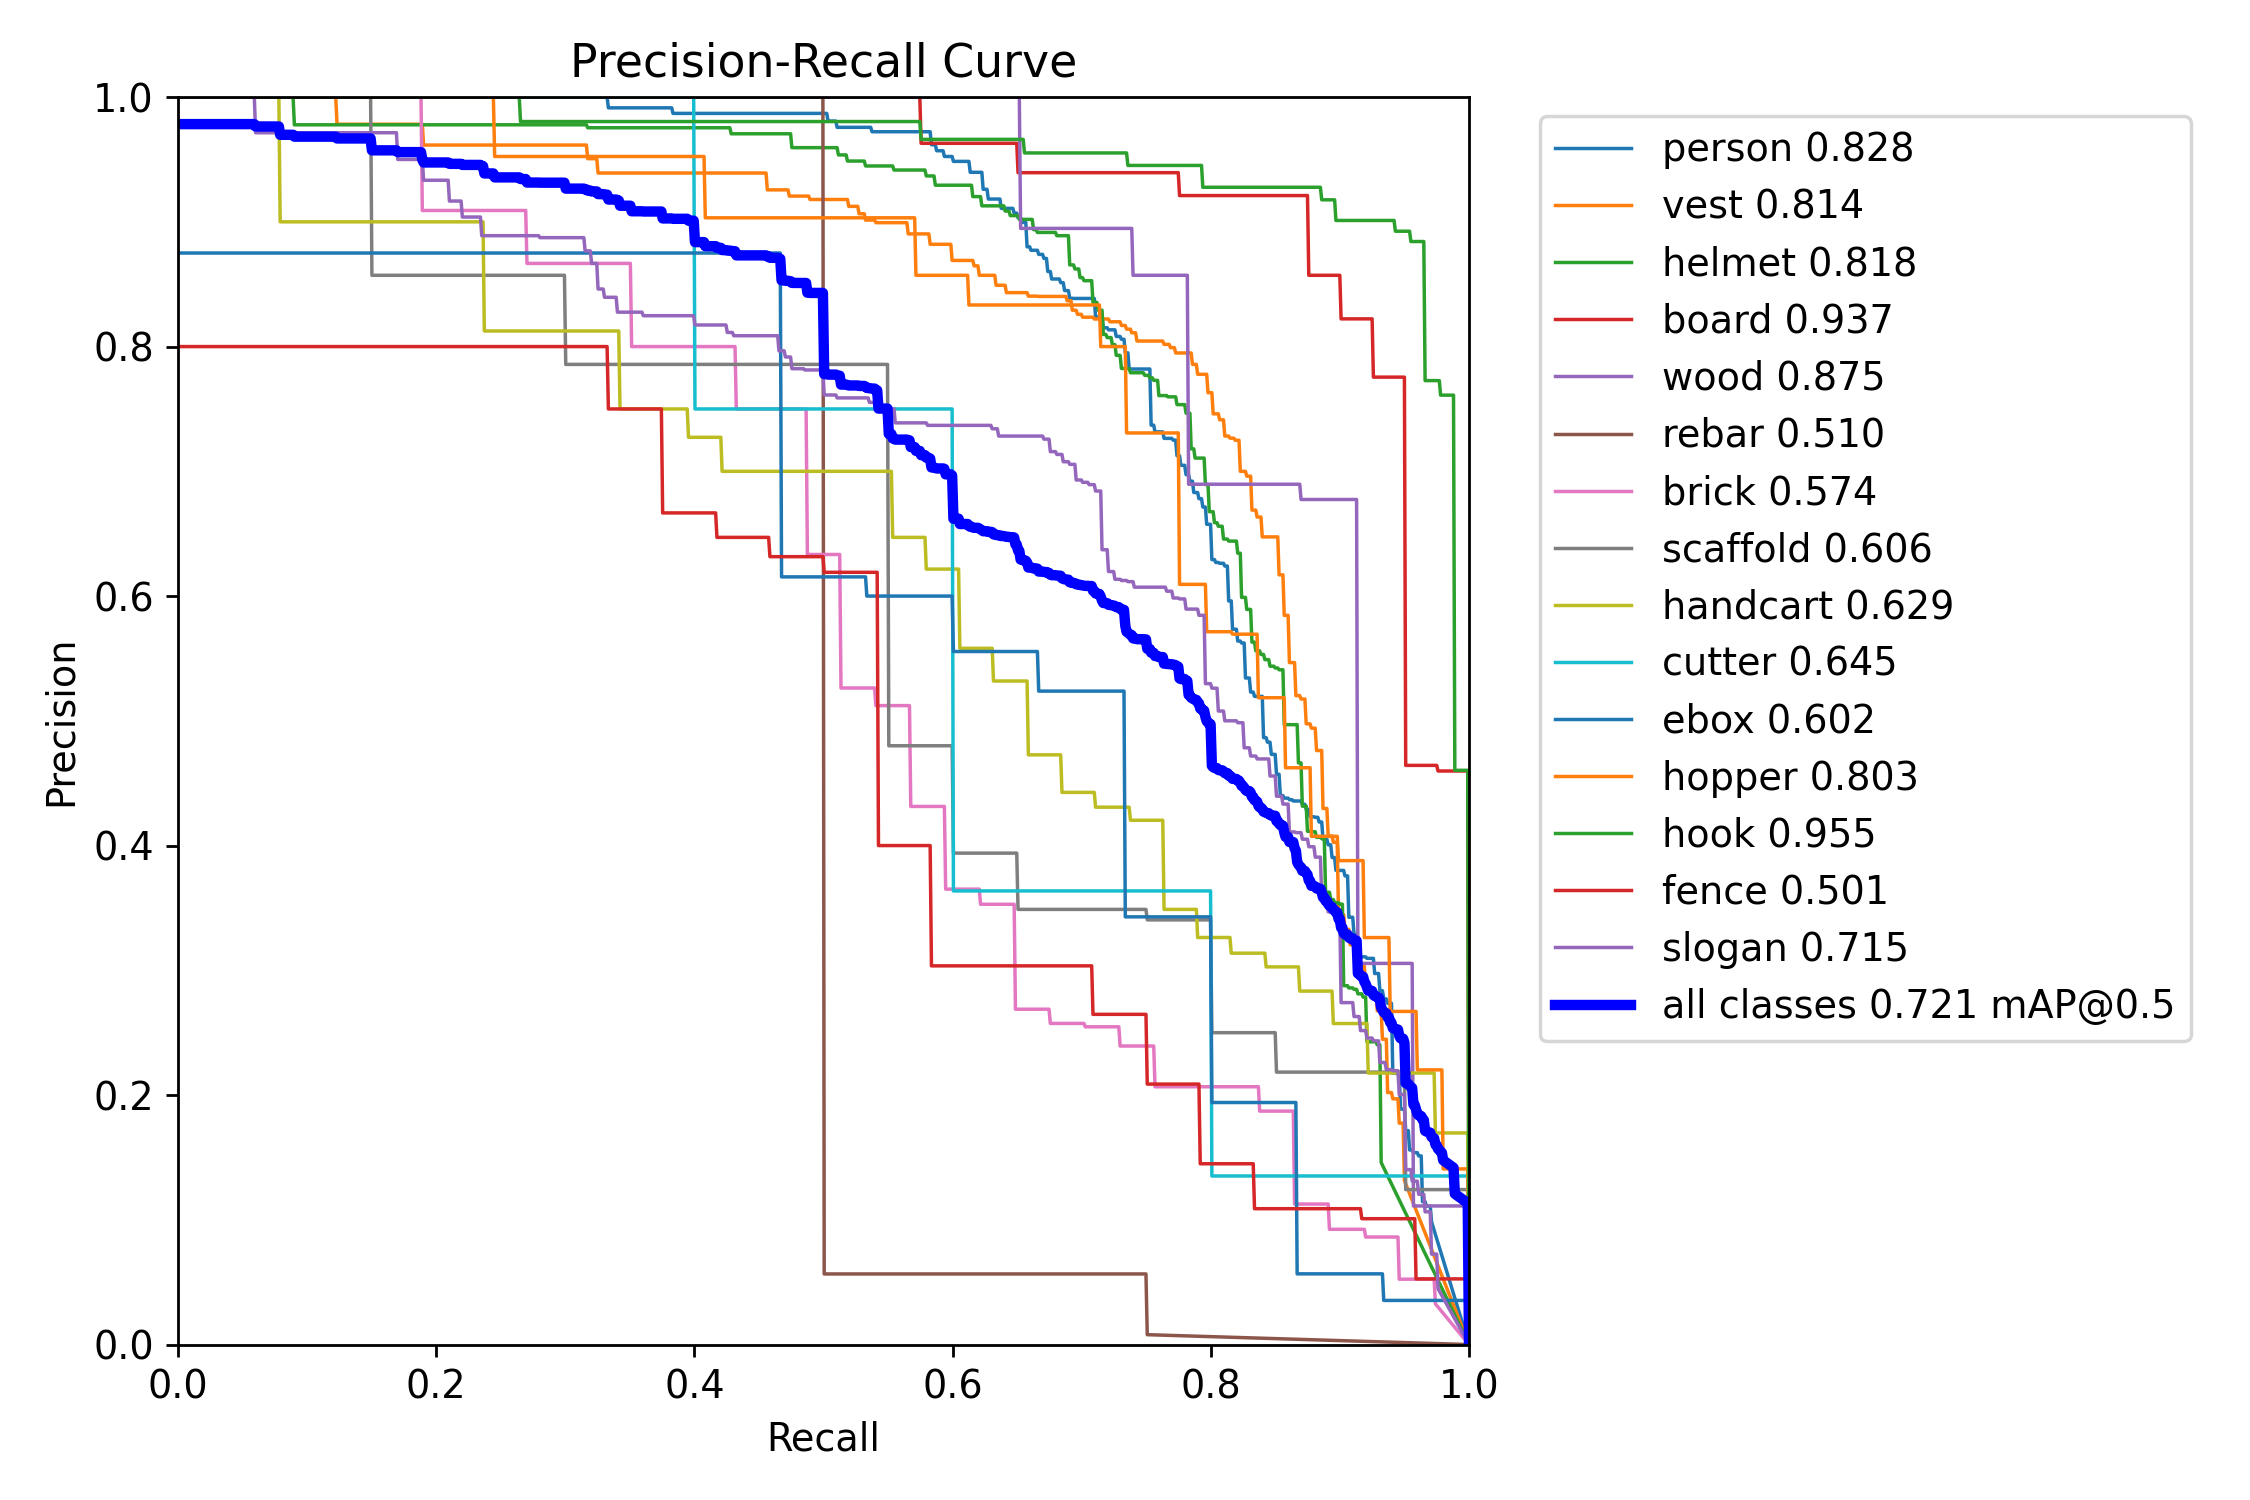 Precision-Recall Curve
1.0
0.8
0.6
0.4
0.2
0.0
Precision
0.0 0.2 0.4 0.6 0.8 1.0
Recall
person 0.828
vest 0.814
helmet 0.818
board 0.937
wood 0.875
rebar 0.510
brick 0.574
scaffold 0.606
handcart 0.629
cutter 0.645
ebox 0.602
hopper 0.803
hook 0.955
fence 0.501
slogan 0.715
all classes 0.721 mAP@0.5